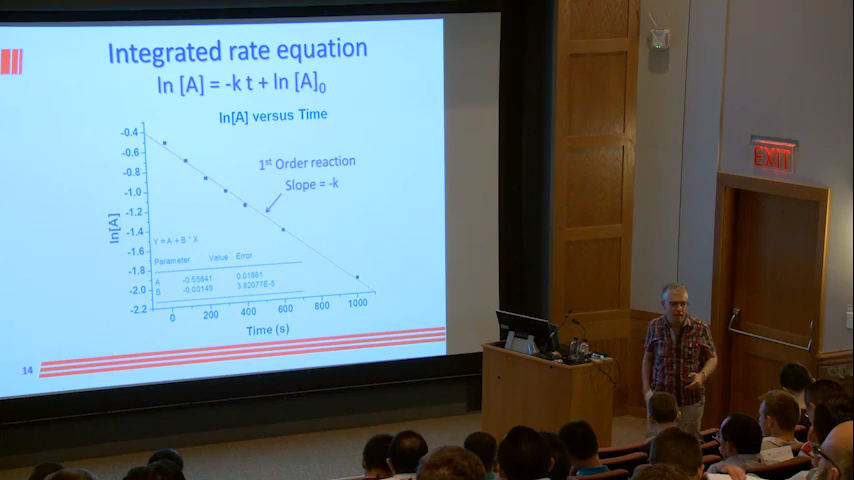 Integrated rate equation
ln [A] = -k t + ln [A]₀
ln[A] versus Time
-0.4
-0.6
-0.8
-1.0
-1.2
-1.4
-1.6
-1.8
-2.0
-2.2
ln[A]
1st Order reaction
Slope = -k
Y = A + B * X
Parameter Value Error
A -0.55841 0.01861
B -0.00149 3.82077E-5
0 200 400 600 800 1000
Time (s)
14
EXIT